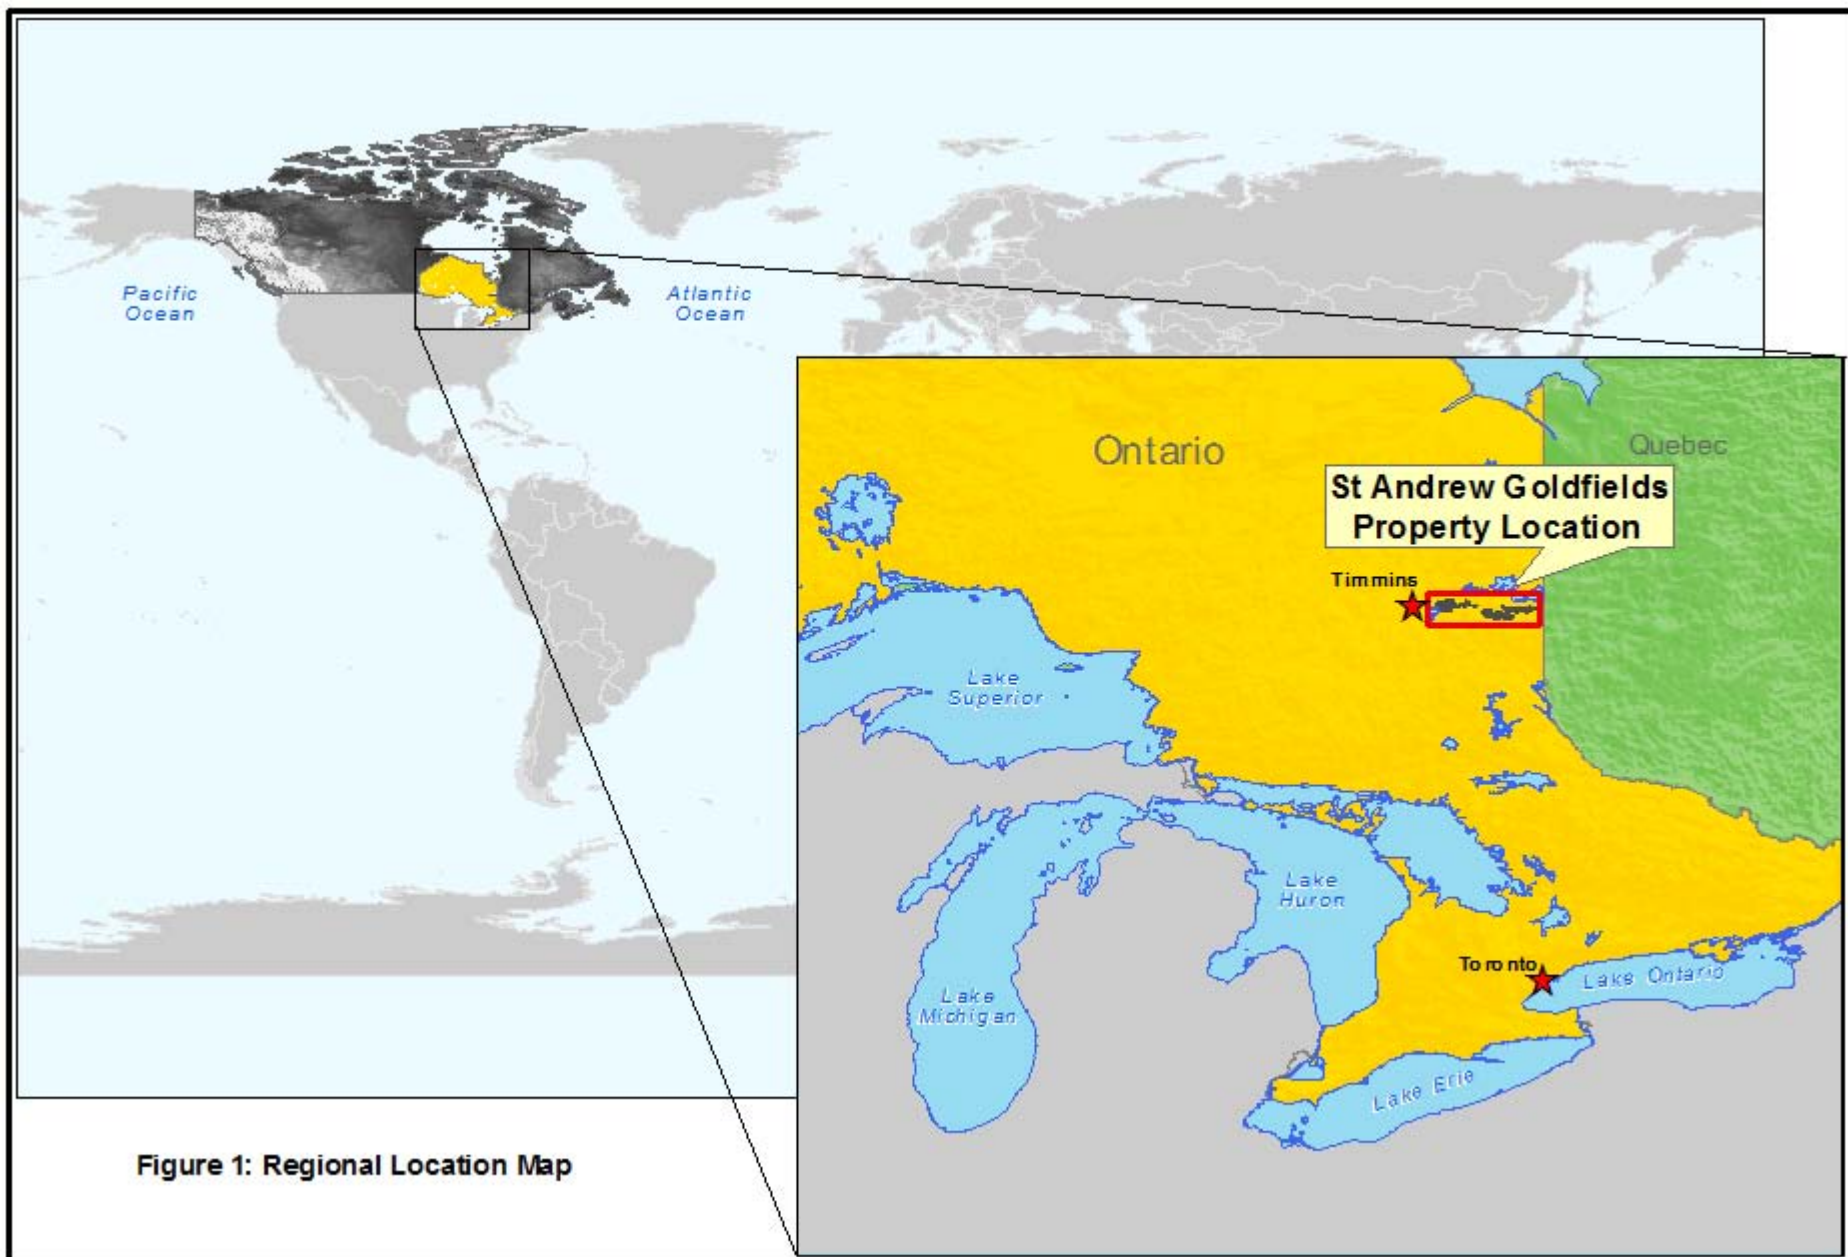 Pacific
Ocean
Atlantic
Ocean
Ontario
Quebec
St Andrew Goldfields
Property Location
Timmins
Lake
Superior
Lake
Huron
Toronto
Lake Ontario
Lake
Michigan
Lake Erie
Figure 1: Regional Location Map